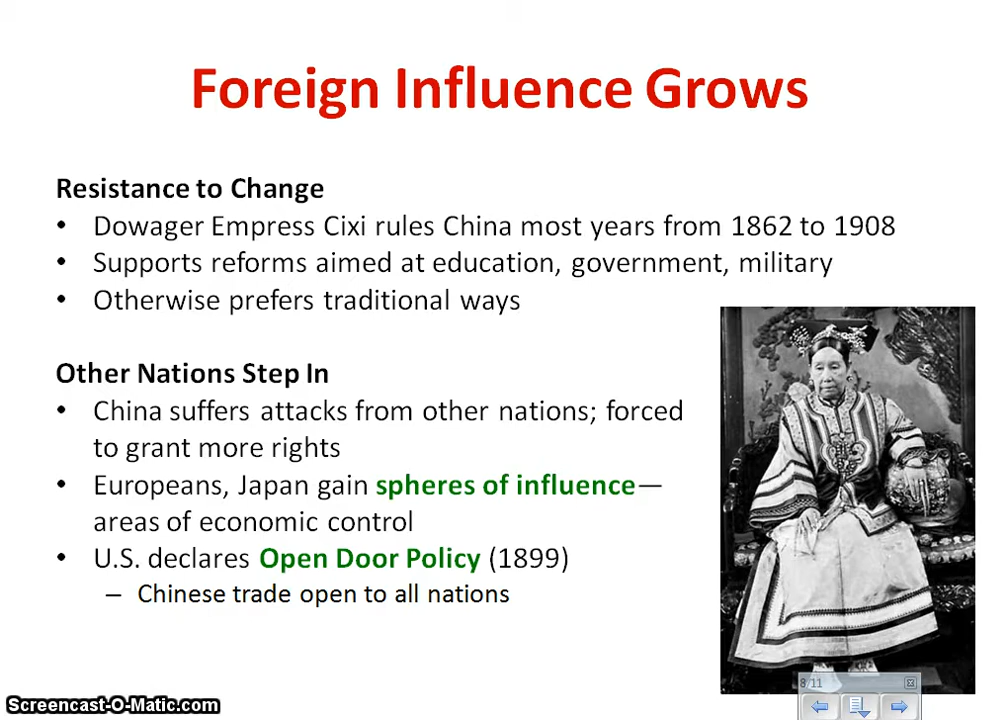 Foreign Influence Grows
Resistance to Change
• Dowager Empress Cixi rules China most years from 1862 to 1908
• Supports reforms aimed at education, government, military
• Otherwise prefers traditional ways
Other Nations Step In
• China suffers attacks from other nations; forced
to grant more rights
• Europeans, Japan gain spheres of influence—
areas of economic control
• U.S. declares Open Door Policy (1899)
– Chinese trade open to all nations
8/11
Screencast-O-Matic.com